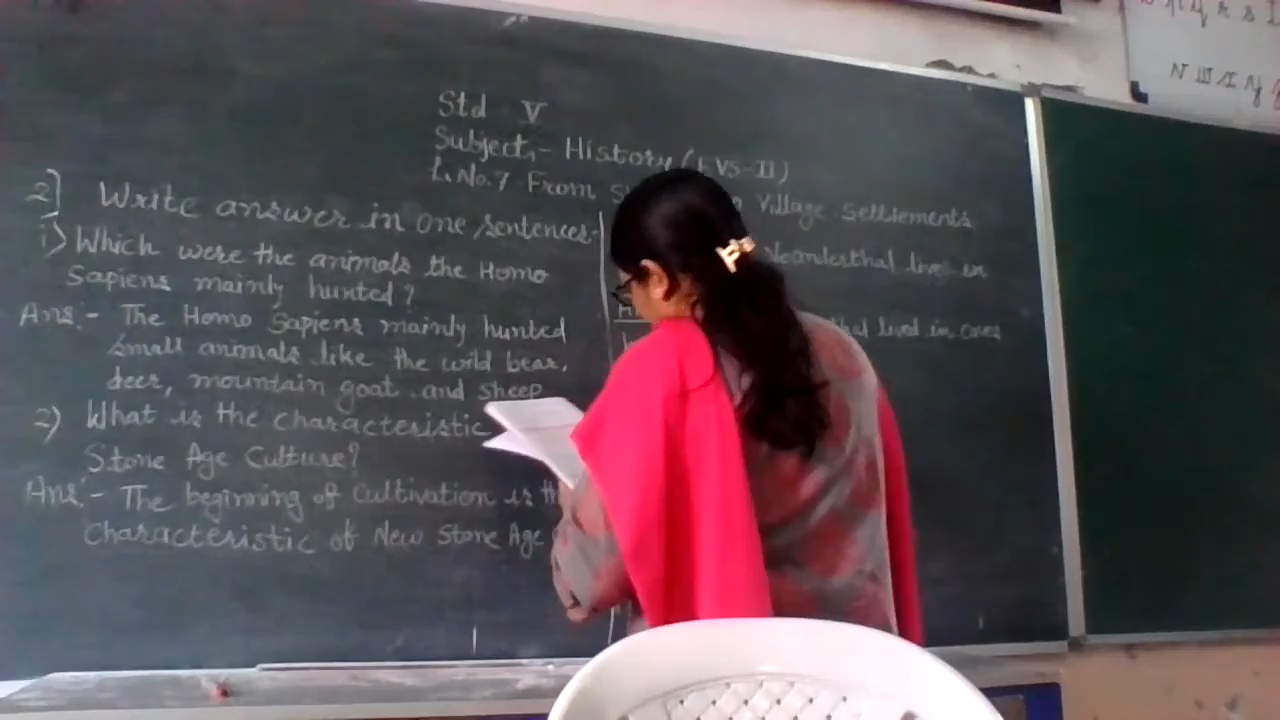 Std V
Subject:- History (EVS-II)
L.No.7 From Village Settlements
2] Write answer in one sentences-
i) Which were the animals the Homo
Sapiens mainly hunted?
Ans:- The Homo Sapiens mainly hunted
small animals like the wild bear,
deer, mountain goat and sheep
2) What is the characteristic
Stone Age Culture?
Ans:- The beginning of cultivation is
characteristic of New Stone Age
Neanderthal lived in
lived in caves